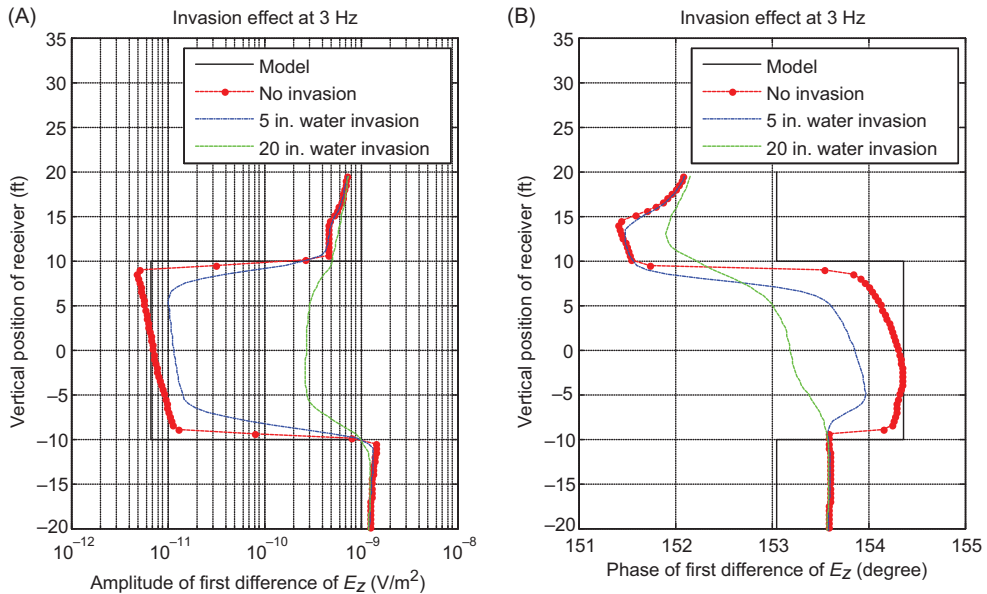 (A)
Invasion effect at 3 Hz
35
30
25
20
15
10
5
0
−5
−10
−15
−20
Vertical position of receiver (ft)
Model
No invasion
5 in. water invasion
20 in. water invasion
10^−12
10^−11
10^−10
10^−9
10^−8
Amplitude of first difference of E_z (V/m^2)
(B)
Invasion effect at 3 Hz
35
30
25
20
15
10
5
0
−5
−10
−15
−20
Vertical position of receiver (ft)
Model
No invasion
5 in. water invasion
20 in. water invasion
151
152
153
154
155
Phase of first difference of E_z (degree)